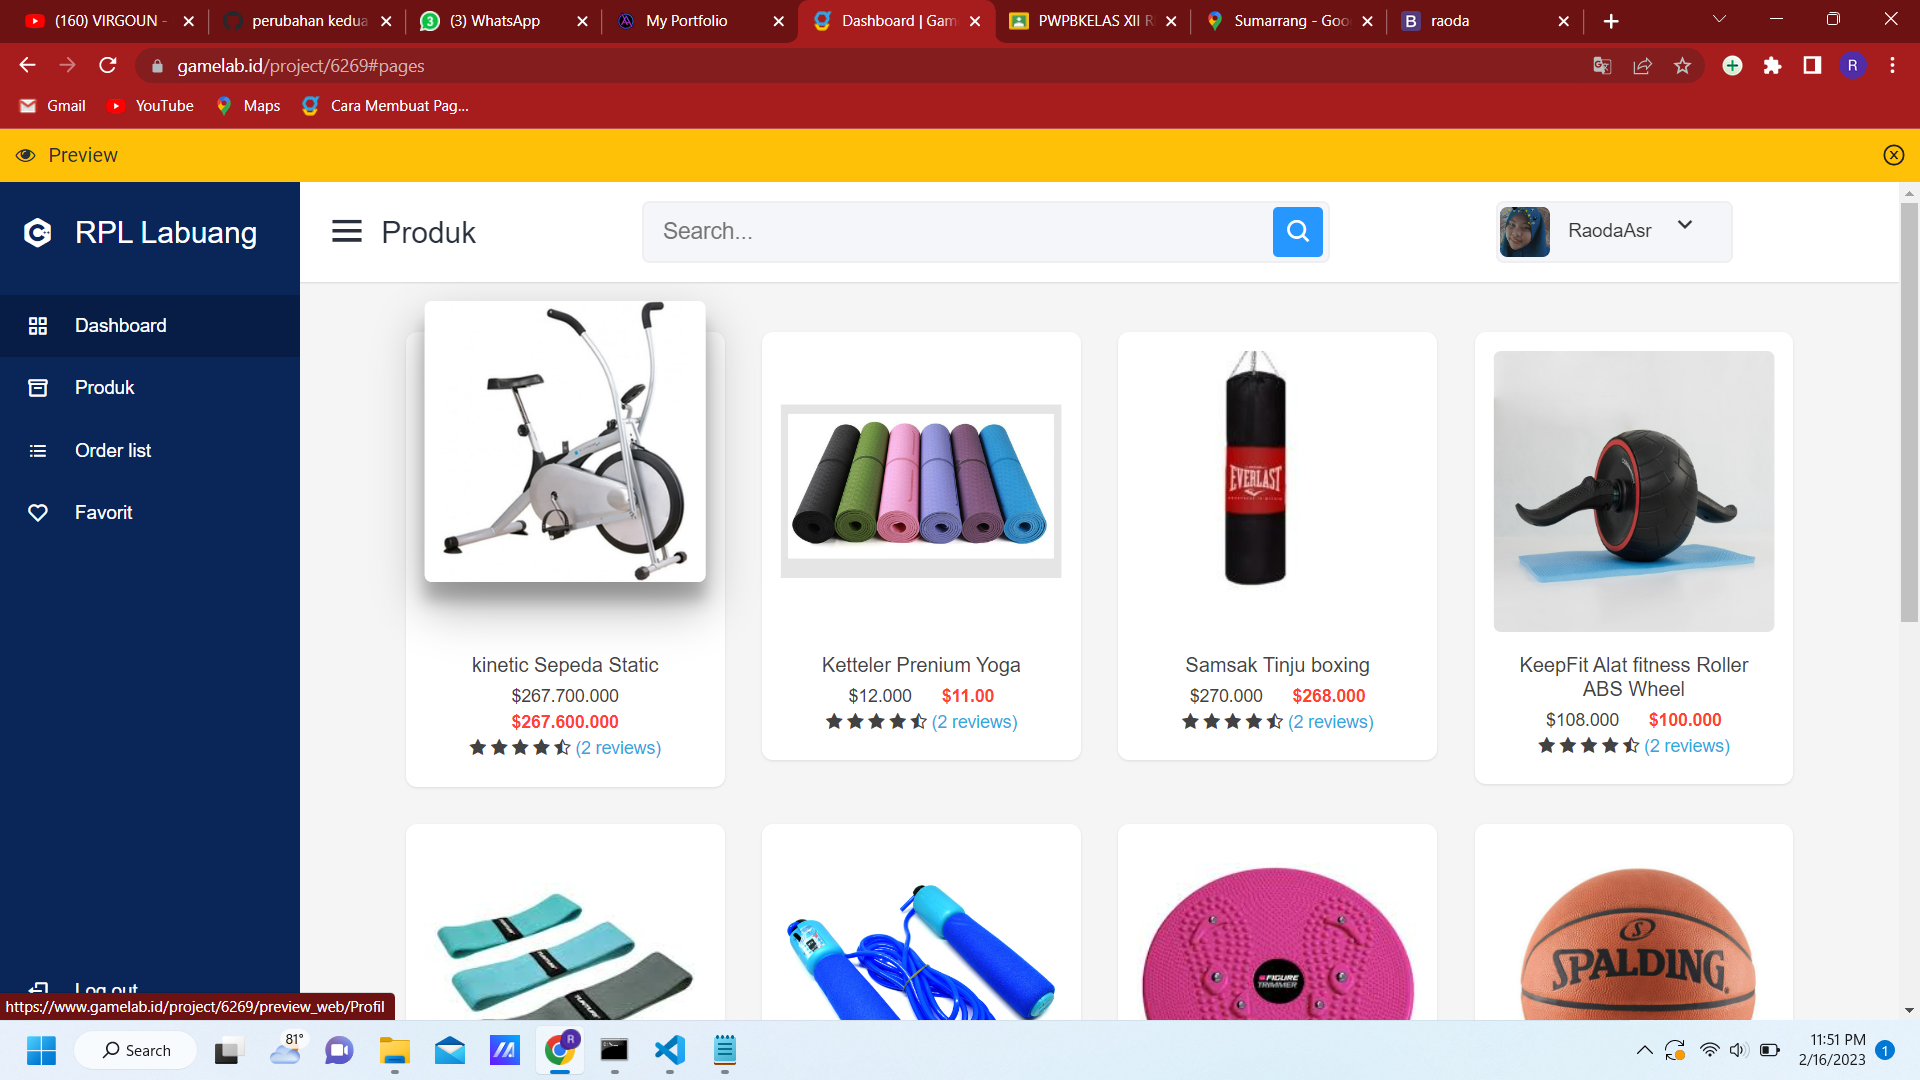 (160) VIRGOUN -
perubahan kedua
(3) WhatsApp
My Portfolio
Dashboard | Gam
PWPBKELAS XII R
Sumarrang - Goo
raoda
gamelab.id/project/6269#pages
R
Gmail
YouTube
Maps
Cara Membuat Pag...
Preview
RPL Labuang
Produk
Search...
RaodaAsr
Dashboard
Produk
Order list
Favorit
Log out
EVERLAST
kinetic Sepeda Static
$267.700.000
$267.600.000
(2 reviews)
Ketteler Prenium Yoga
$12.000 $11.00
(2 reviews)
Samsak Tinju boxing
$270.000 $268.000
(2 reviews)
KeepFit Alat fitness Roller
ABS Wheel
$108.000 $100.000
(2 reviews)
FIGURE
TRIMMER
SPALDING
https://www.gamelab.id/project/6269/preview_web/Profil
Search
81°
R
11:51 PM
2/16/2023
1